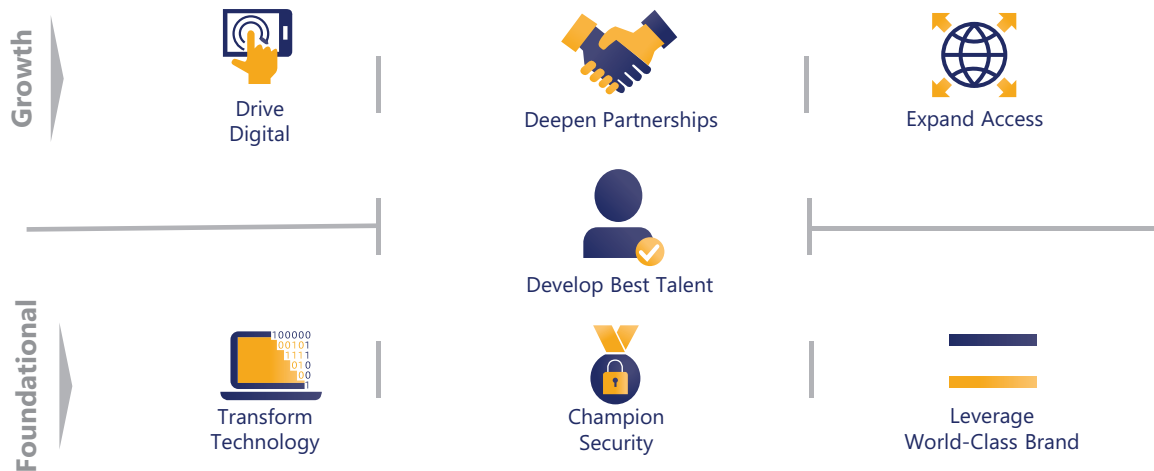 Growth
Drive
Digital
Deepen Partnerships
Expand Access
Develop Best Talent
Foundational
100000
00101
1111
010
00
1
Transform
Technology
Champion
Security
Leverage
World-Class Brand